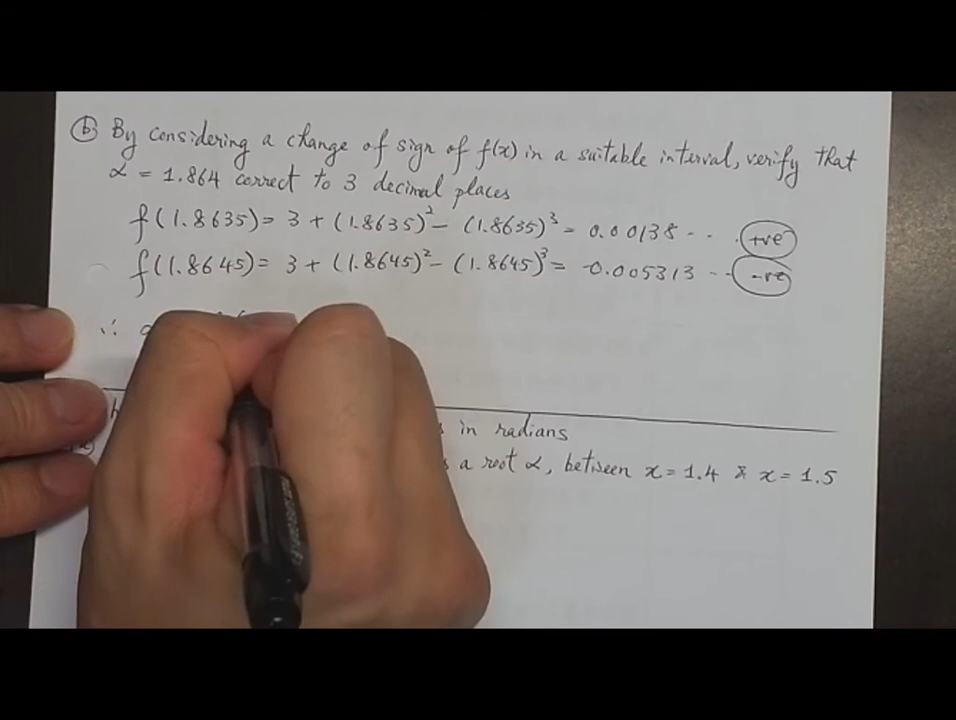 (b) By considering a change of sign of f(x) in a suitable interval, verify that
α = 1.864 correct to 3 decimal places
f(1.8635) = 3 + (1.8635)² − (1.8635)³ = 0.00138 ... +ve
f(1.8645) = 3 + (1.8645)² − (1.8645)³ = -0.005313 ... -ve
∴
h
in radians
a root α, between x = 1.4 & x = 1.5